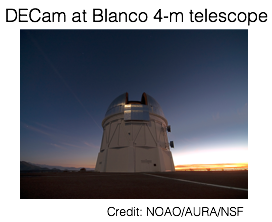 DECam at Blanco 4-m telescope
Credit: NOAO/AURA/NSF